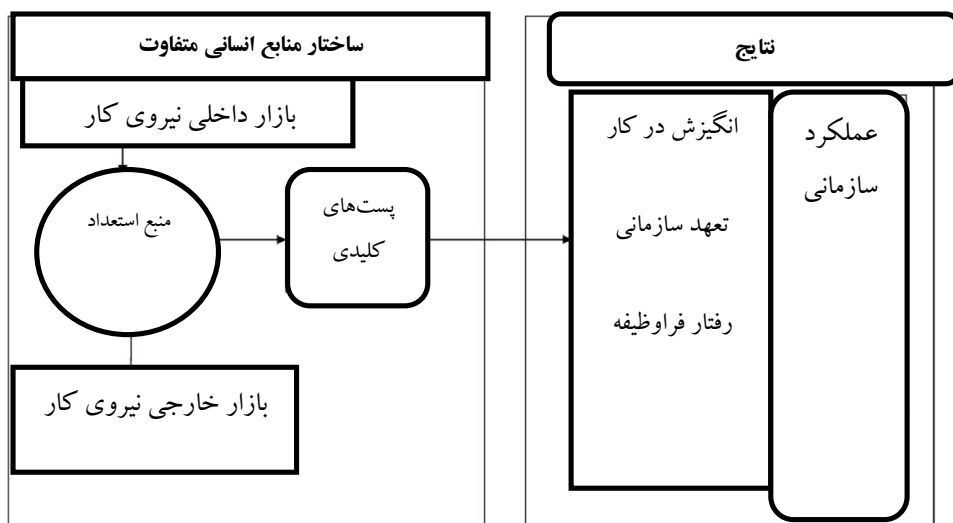 ساختار منابع انسانی متفاوت
بازار داخلی نیروی کار
منبع استعداد
پست‌های
کلیدی
بازار خارجی نیروی کار
نتایج
انگیزش در کار
تعهد سازمانی
رفتار فراوظیفه
عملکرد
سازمانی